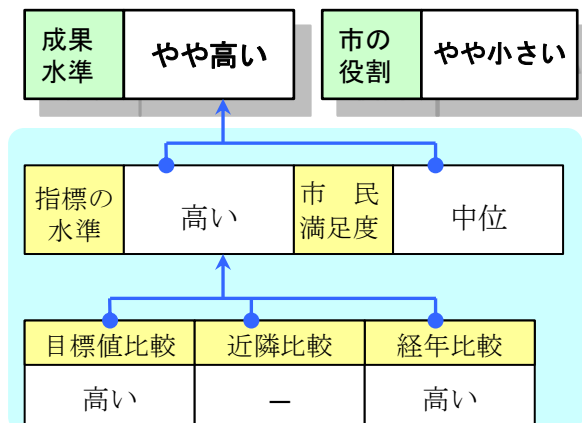 成果
水準
やや高い
市の
役割
やや小さい
指標の
水準
高い
市 民
満足度
中位
目標値比較 近隣比較 経年比較
高い － 高い